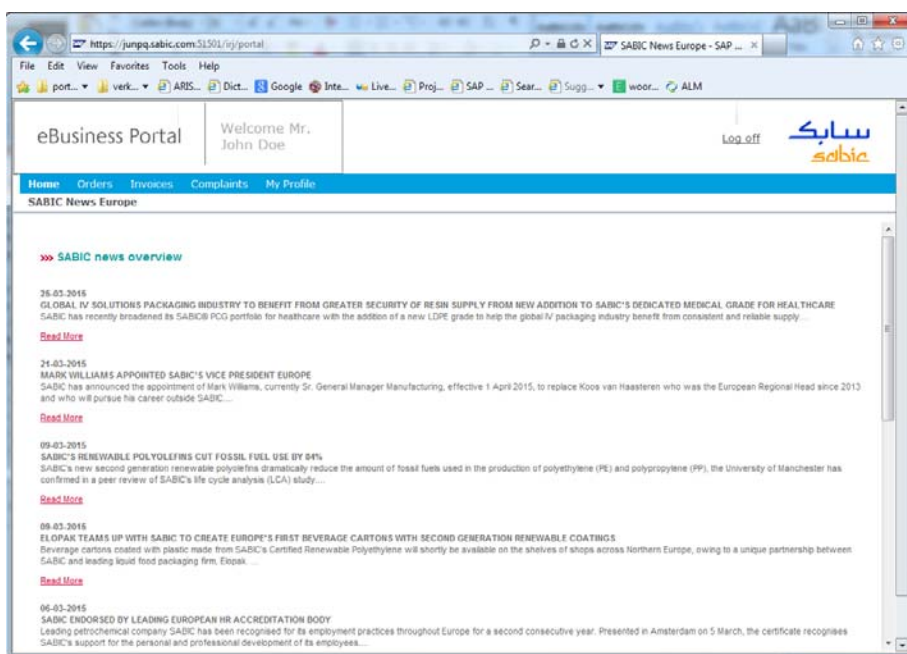 https://junpq.sabic.com:51501/irj/portal
SABIC News Europe - SAP ...
File Edit View Favorites Tools Help
port... verk... ARIS... Dict... Google Inte... Live... Proj... SAP ... Sear... Sugg... woor... ALM
eBusiness Portal
Welcome Mr.
John Doe
Log off
سابك
sabic
Home Orders Invoices Complaints My Profile
SABIC News Europe
>>> SABIC news overview
26-03-2015
GLOBAL IV SOLUTIONS PACKAGING INDUSTRY TO BENEFIT FROM GREATER SECURITY OF RESIN SUPPLY FROM NEW ADDITION TO SABIC'S DEDICATED MEDICAL GRADE FOR HEALTHCARE
SABIC has recently broadened its SABIC® PCG portfolio for healthcare with the addition of a new LDPE grade to help the global IV packaging industry benefit from consistent and reliable supply....
Read More
21-03-2015
MARK WILLIAMS APPOINTED SABIC'S VICE PRESIDENT EUROPE
SABIC has announced the appointment of Mark Williams, currently Sr. General Manager Manufacturing, effective 1 April 2015, to replace Koos van Haasteren who was the European Regional Head since 2013
and who will pursue his career outside SABIC....
Read More
09-03-2015
SABIC'S RENEWABLE POLYOLEFINS CUT FOSSIL FUEL USE BY 84%
SABIC's new second generation renewable polyolefins dramatically reduce the amount of fossil fuels used in the production of polyethylene (PE) and polypropylene (PP), the University of Manchester has
confirmed in a peer review of SABIC's life cycle analysis (LCA) study....
Read More
09-03-2015
ELOPAK TEAMS UP WITH SABIC TO CREATE EUROPE'S FIRST BEVERAGE CARTONS WITH SECOND GENERATION RENEWABLE COATINGS
Beverage cartons coated with plastic made from SABIC's Certified Renewable Polyethylene will shortly be available on the shelves of shops across Northern Europe, owing to a unique partnership between
SABIC and leading liquid food packaging firm, Elopak. ...
Read More
06-03-2015
SABIC ENDORSED BY LEADING EUROPEAN HR ACCREDITATION BODY
Leading petrochemical company SABIC has been recognised for its employment practices throughout Europe for a second consecutive year. Presented in Amsterdam on 5 March, the certificate recognises
SABIC's support for the personal and professional development of its employees....